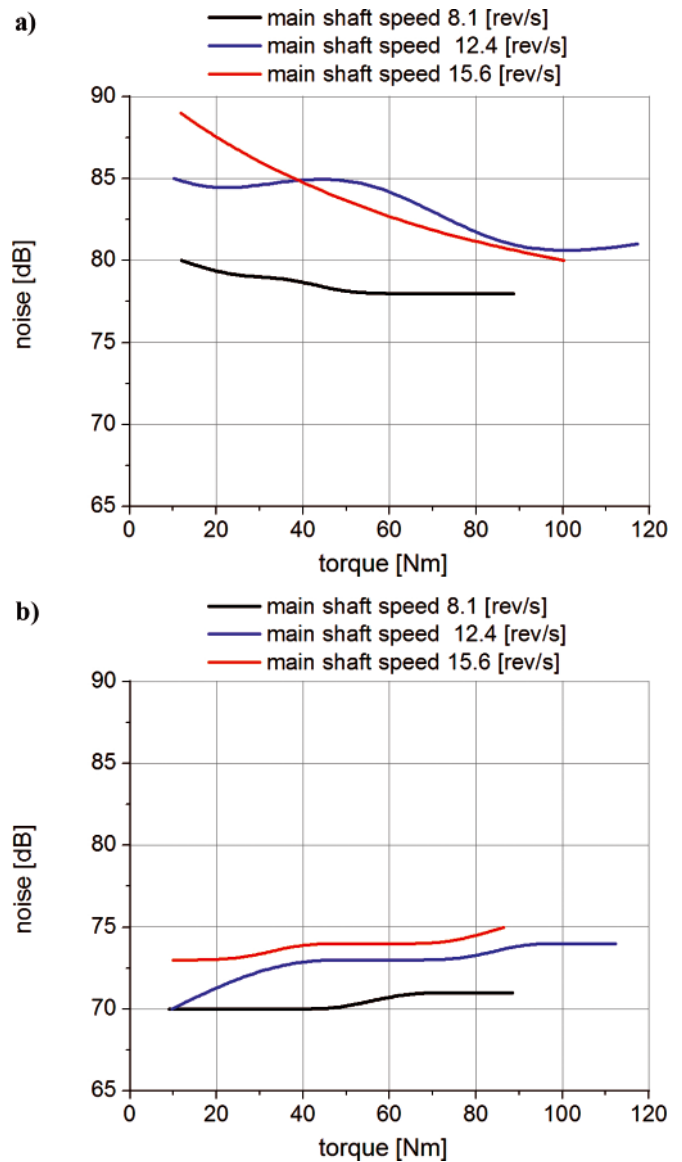 a)
main shaft speed 8.1 [rev/s]
main shaft speed  12.4 [rev/s]
main shaft speed 15.6 [rev/s]
90
85
80
75
70
65
noise [dB]
0 20 40 60 80 100 120
torque [Nm]
b)
main shaft speed 8.1 [rev/s]
main shaft speed  12.4 [rev/s]
main shaft speed 15.6 [rev/s]
90
85
80
75
70
65
noise [dB]
0 20 40 60 80 100 120
torque [Nm]